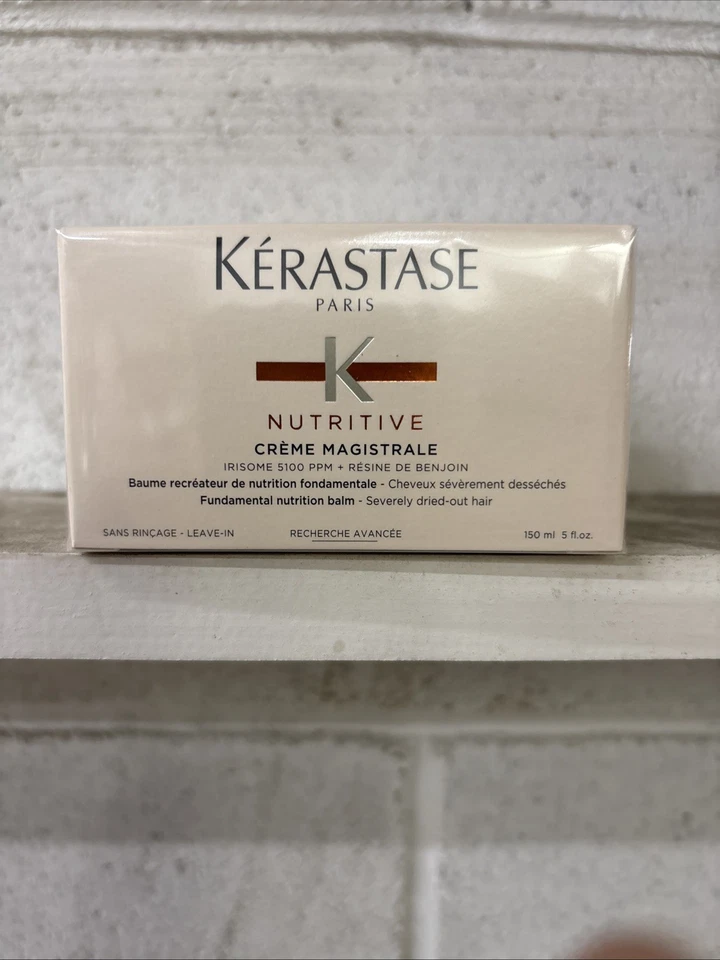 KÉRASTASE
PARIS
K
NUTRITIVE
CRÈME MAGISTRALE
IRISOME 5100 PPM + RÉSINE DE BENJOIN
Baume recréateur de nutrition fondamentale - Cheveux sévèrement desséchés
Fundamental nutrition balm - Severely dried-out hair
SANS RINÇAGE - LEAVE-IN RECHERCHE AVANCÉE 150 ml 5 fl.oz.